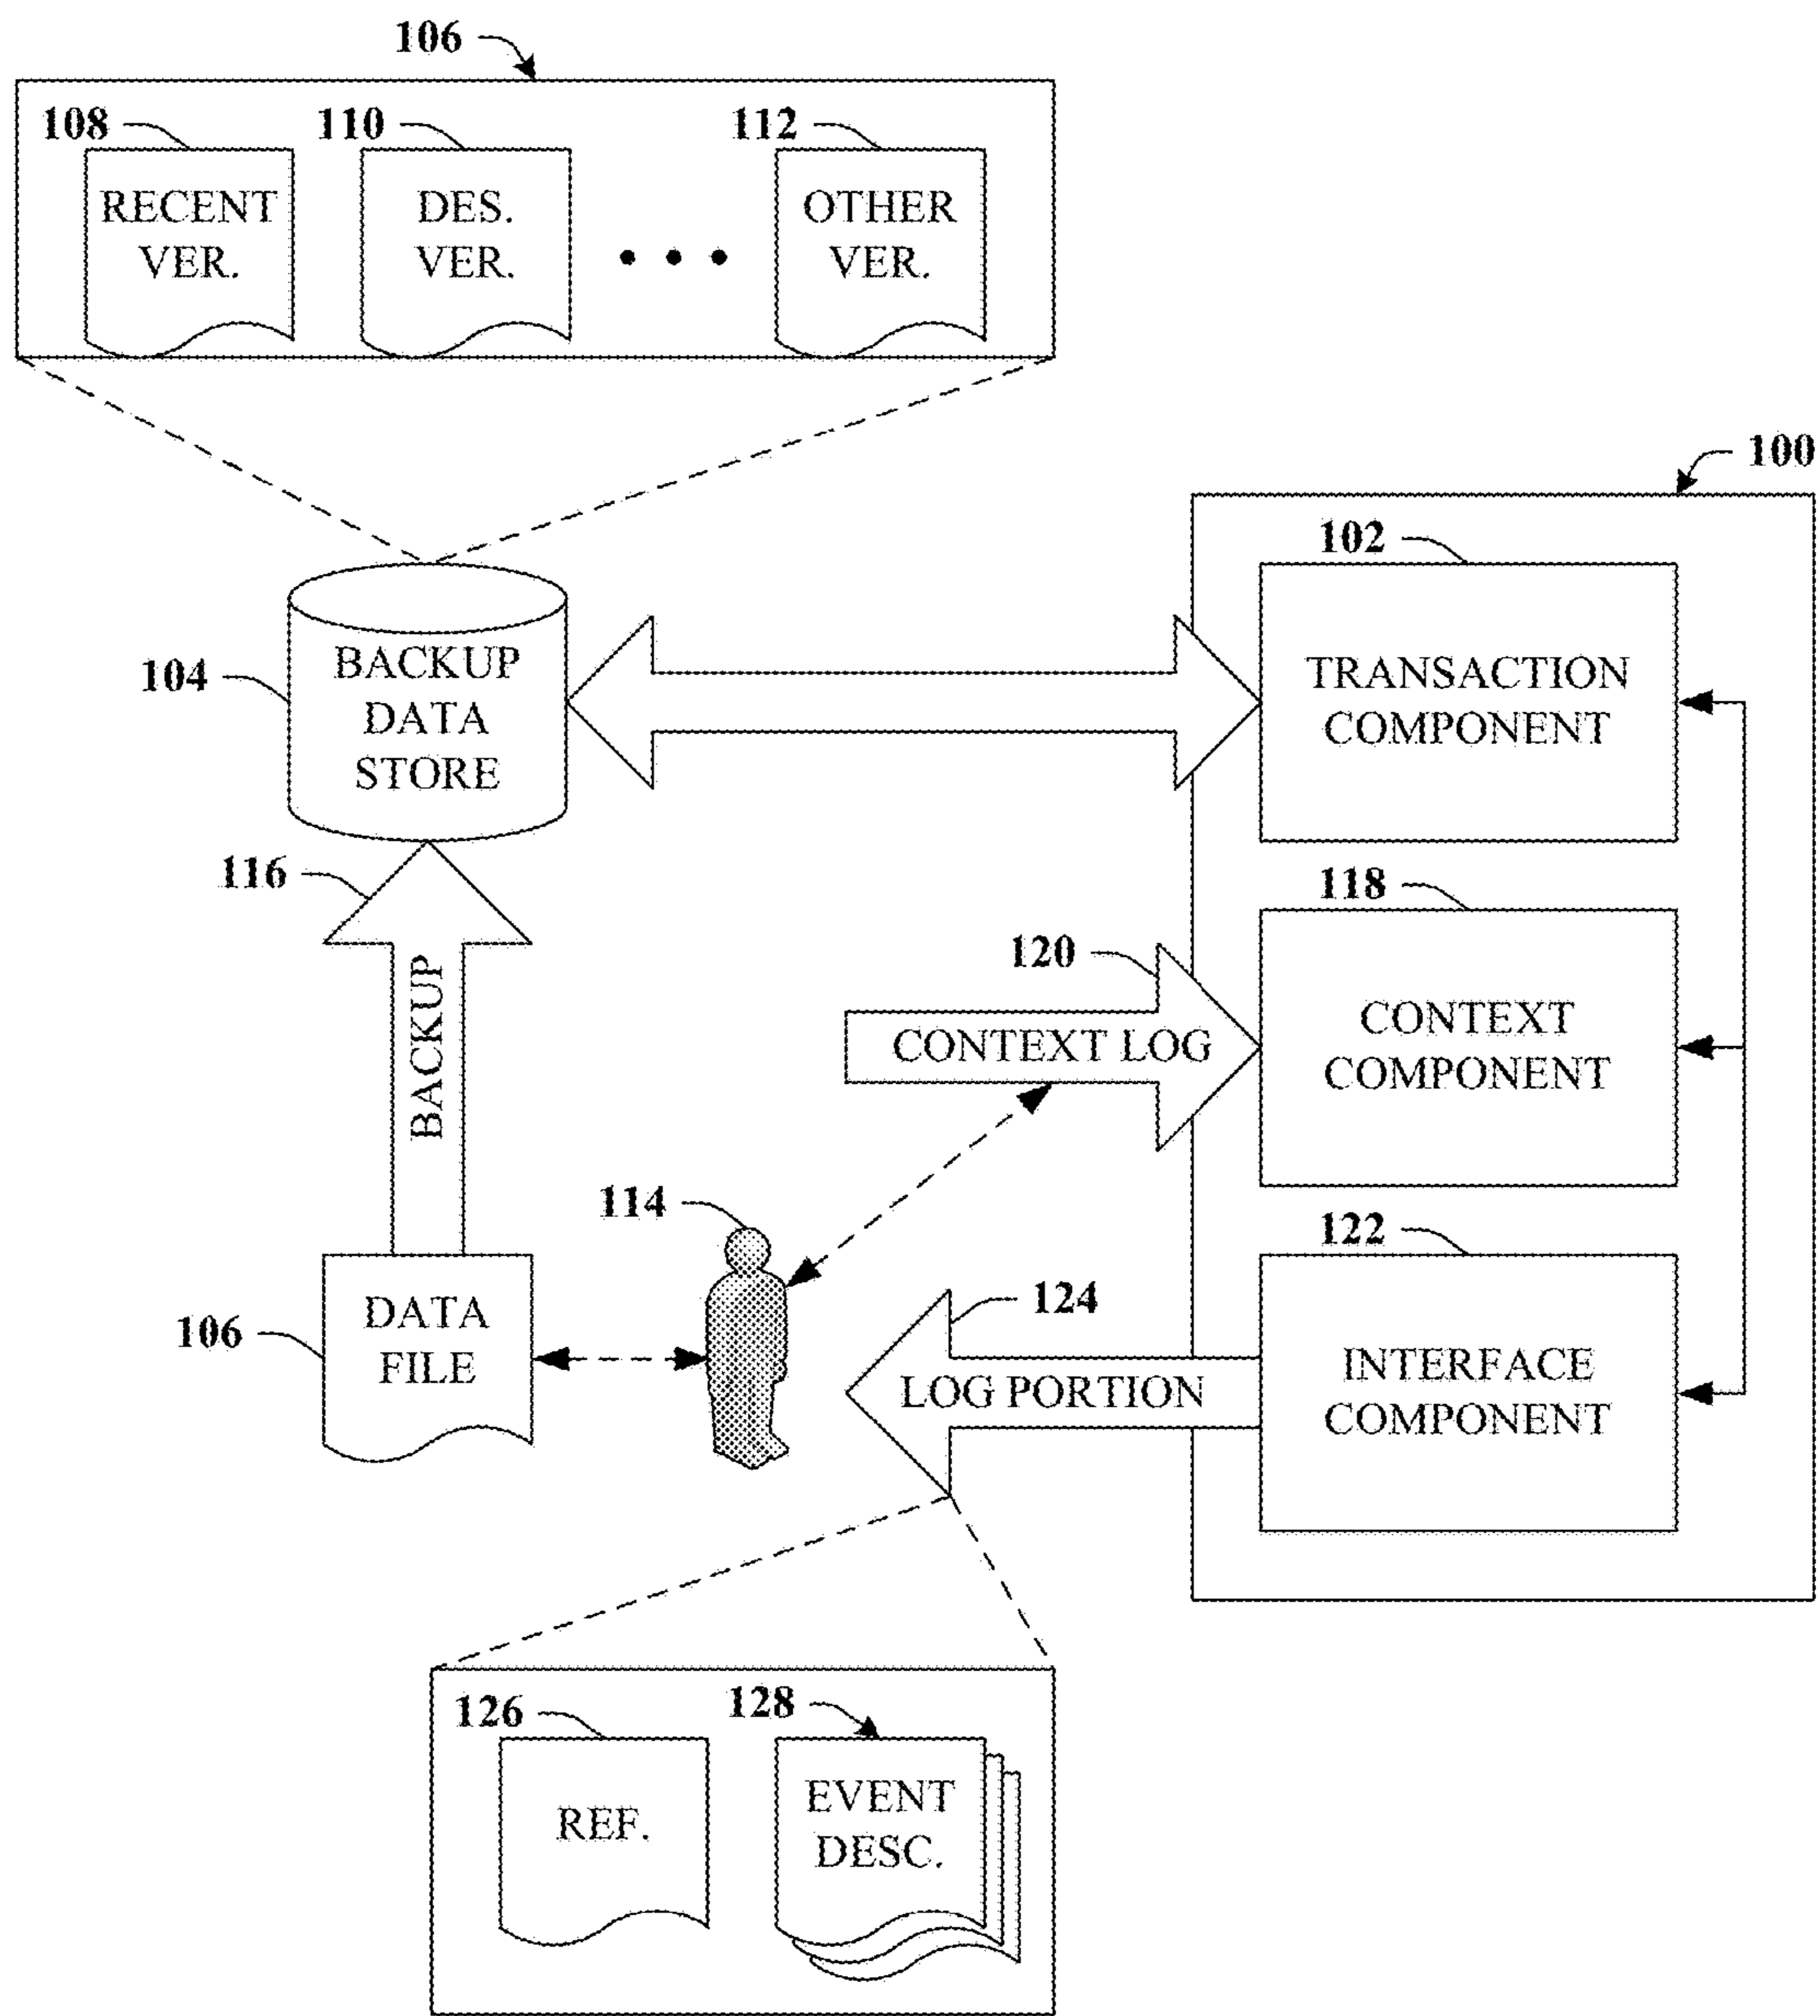 106
108
110
112
RECENT
VER.
DES.
VER.
• • •
OTHER
VER.
100
102
TRANSACTION
COMPONENT
104
BACKUP
DATA
STORE
116
BACKUP
118
CONTEXT
COMPONENT
120
CONTEXT LOG
114
122
INTERFACE
COMPONENT
124
LOG PORTION
106
DATA
FILE
126
128
REF.
EVENT
DESC.